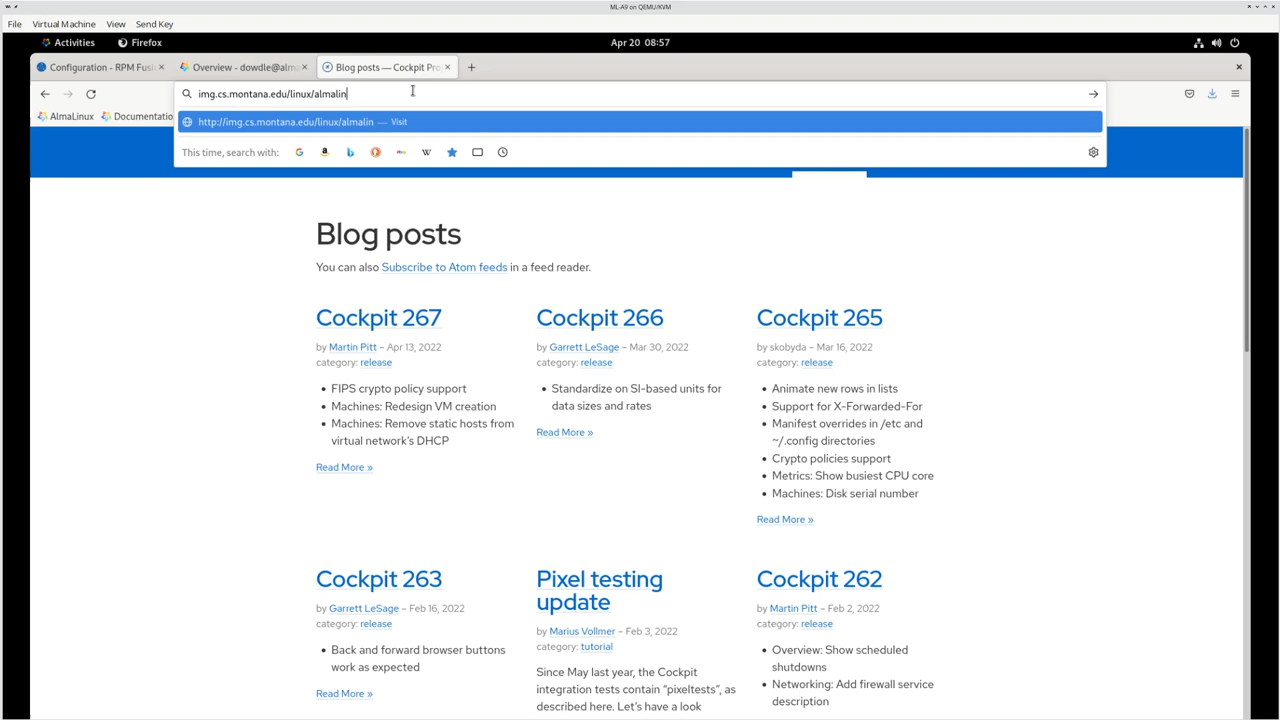 ML-A9 on QEMU/KVM
File Virtual Machine View Send Key
Activities Firefox Apr 20 08:57
Configuration - RPM Fus Overview - dowdle@alma Blog posts — Cockpit Pro
img.cs.montana.edu/linux/almalin
AlmaLinux Documentatio
http://img.cs.montana.edu/linux/almalin — Visit
This time, search with:
Blog posts
You can also Subscribe to Atom feeds in a feed reader.
Cockpit 267
by Martin Pitt – Apr 13, 2022
category: release
• FIPS crypto policy support
• Machines: Redesign VM creation
• Machines: Remove static hosts from
virtual network’s DHCP
Read More »
Cockpit 266
by Garrett LeSage – Mar 30, 2022
category: release
• Standardize on SI-based units for
data sizes and rates
Read More »
Cockpit 265
by skobyda – Mar 16, 2022
category: release
• Animate new rows in lists
• Support for X-Forwarded-For
• Manifest overrides in /etc and
~/.config directories
• Crypto policies support
• Metrics: Show busiest CPU core
• Machines: Disk serial number
Read More »
Cockpit 263
by Garrett LeSage – Feb 16, 2022
category: release
• Back and forward browser buttons
work as expected
Read More »
Pixel testing
update
by Marius Vollmer – Feb 3, 2022
category: tutorial
Since May last year, the Cockpit
integration tests contain “pixeltests”, as
described here. Let’s have a look
Cockpit 262
by Martin Pitt – Feb 2, 2022
category: release
• Overview: Show scheduled
shutdowns
• Networking: Add firewall service
description